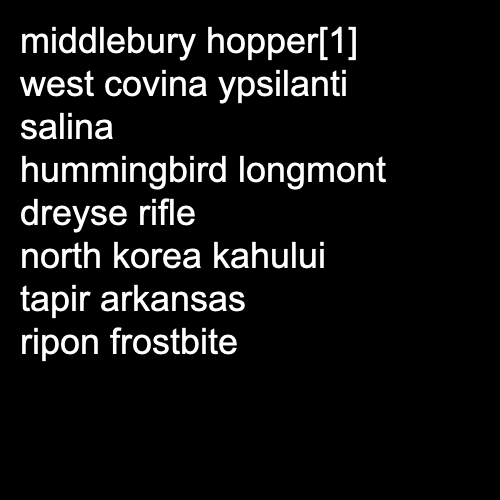 middlebury hopper[1]
west covina ypsilanti
salina
hummingbird longmont
dreyse rifle
north korea kahului
tapir arkansas
ripon frostbite